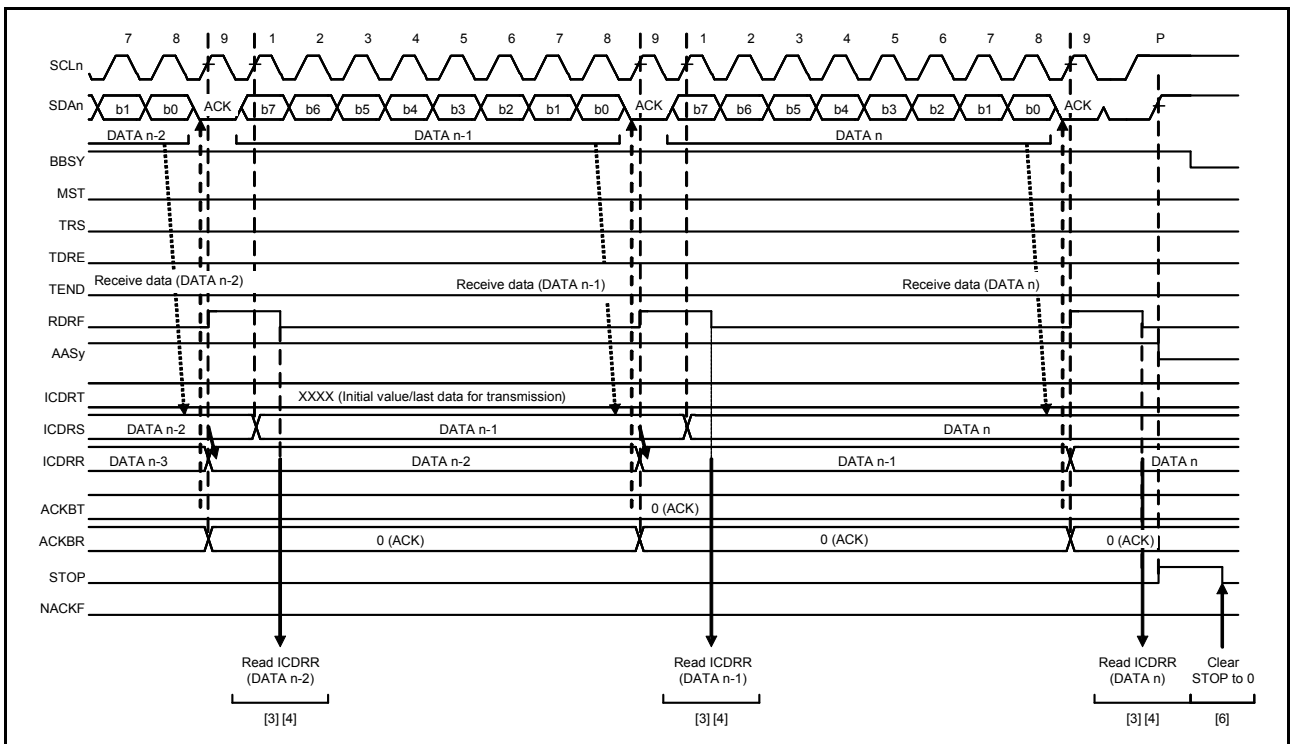 7 8 9 1 2 3 4 5 6 7 8 9 1 2 3 4 5 6 7 8 9 P
SCLn
SDAn b1 b0 ACK b7 b6 b5 b4 b3 b2 b1 b0 ACK b7 b6 b5 b4 b3 b2 b1 b0 ACK
DATA n-2 DATA n-1 DATA n
BBSY
MST
TRS
TDRE
Receive data (DATA n-2) Receive data (DATA n-1) Receive data (DATA n)
TEND
RDRF
AASy
ICDRT XXXX (Initial value/last data for transmission)
ICDRS DATA n-2 DATA n-1 DATA n
ICDRR DATA n-3 DATA n-2 DATA n-1 DATA n
ACKBT 0 (ACK)
ACKBR 0 (ACK) 0 (ACK) 0 (ACK)
STOP
NACKF
Read ICDRR Read ICDRR Read ICDRR Clear
(DATA n-2) (DATA n-1) (DATA n) STOP to 0
[3] [4] [3] [4] [3] [4] [6]